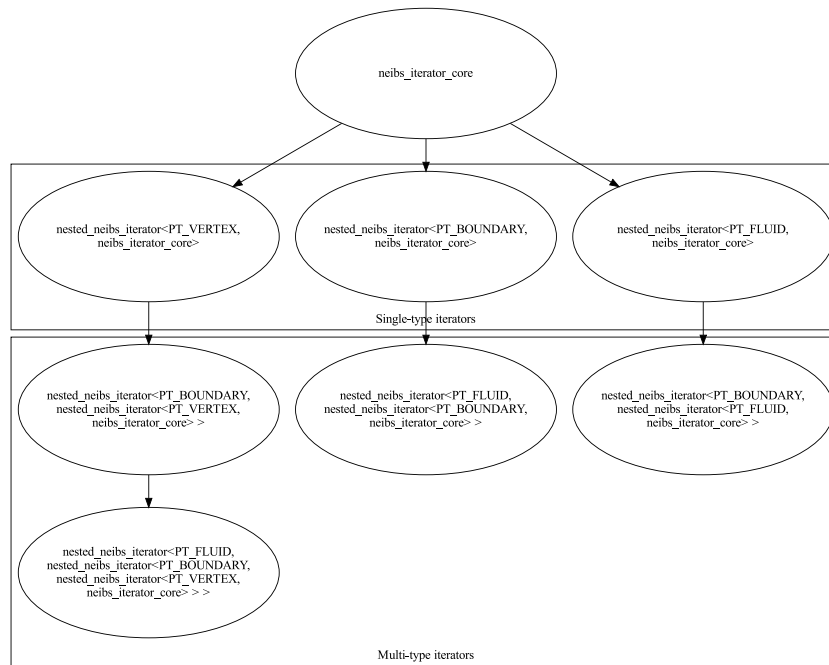 neibs_iterator_core
nested_neibs_iterator<PT_VERTEX,
neibs_iterator_core>
nested_neibs_iterator<PT_BOUNDARY,
neibs_iterator_core>
nested_neibs_iterator<PT_FLUID,
neibs_iterator_core>
Single-type iterators
nested_neibs_iterator<PT_BOUNDARY,
nested_neibs_iterator<PT_VERTEX,
neibs_iterator_core> >
nested_neibs_iterator<PT_FLUID,
nested_neibs_iterator<PT_BOUNDARY,
neibs_iterator_core> >
nested_neibs_iterator<PT_BOUNDARY,
nested_neibs_iterator<PT_FLUID,
neibs_iterator_core> >
nested_neibs_iterator<PT_FLUID,
nested_neibs_iterator<PT_BOUNDARY,
nested_neibs_iterator<PT_VERTEX,
neibs_iterator_core> > >
Multi-type iterators